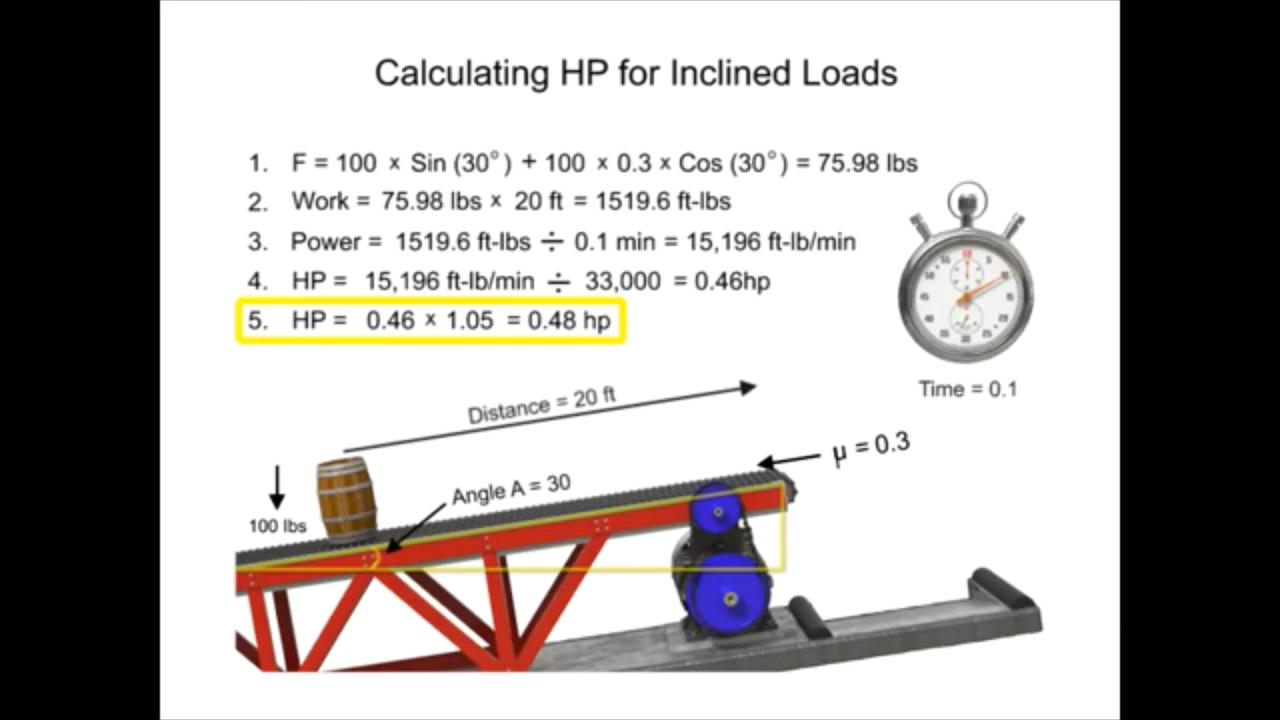 Calculating HP for Inclined Loads
1. F = 100 × Sin (30°) + 100 × 0.3 × Cos (30°) = 75.98 lbs
2. Work = 75.98 lbs × 20 ft = 1519.6 ft-lbs
3. Power = 1519.6 ft-lbs ÷ 0.1 min = 15,196 ft-lb/min
4. HP = 15,196 ft-lb/min ÷ 33,000 = 0.46hp
5. HP = 0.46 × 1.05 = 0.48 hp
Time = 0.1
Distance = 20 ft
μ = 0.3
Angle A = 30
100 lbs